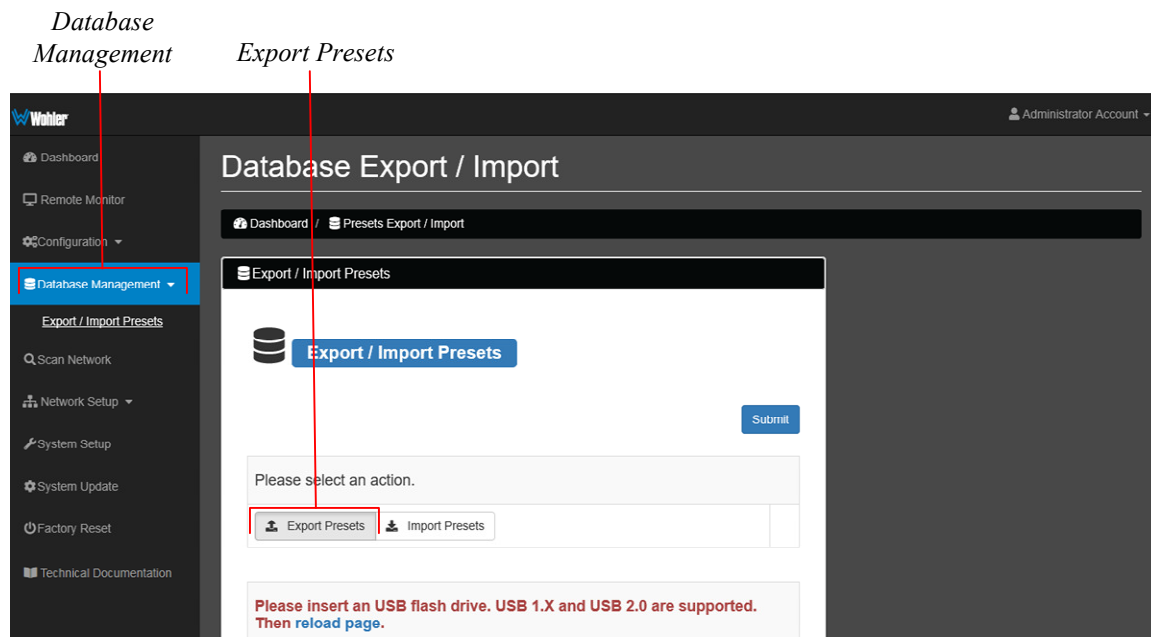 Database
Management
Export Presets
Wohler
Administrator Account
Dashboard
Remote Monitor
Configuration
Database Management
Export / Import Presets
Scan Network
Network Setup
System Setup
System Update
Factory Reset
Technical Documentation
Database Export / Import
Dashboard / Presets Export / Import
Export / Import Presets
Export / Import Presets
Submit
Please select an action.
Export Presets Import Presets
Please insert an USB flash drive. USB 1.X and USB 2.0 are supported.
Then reload page.